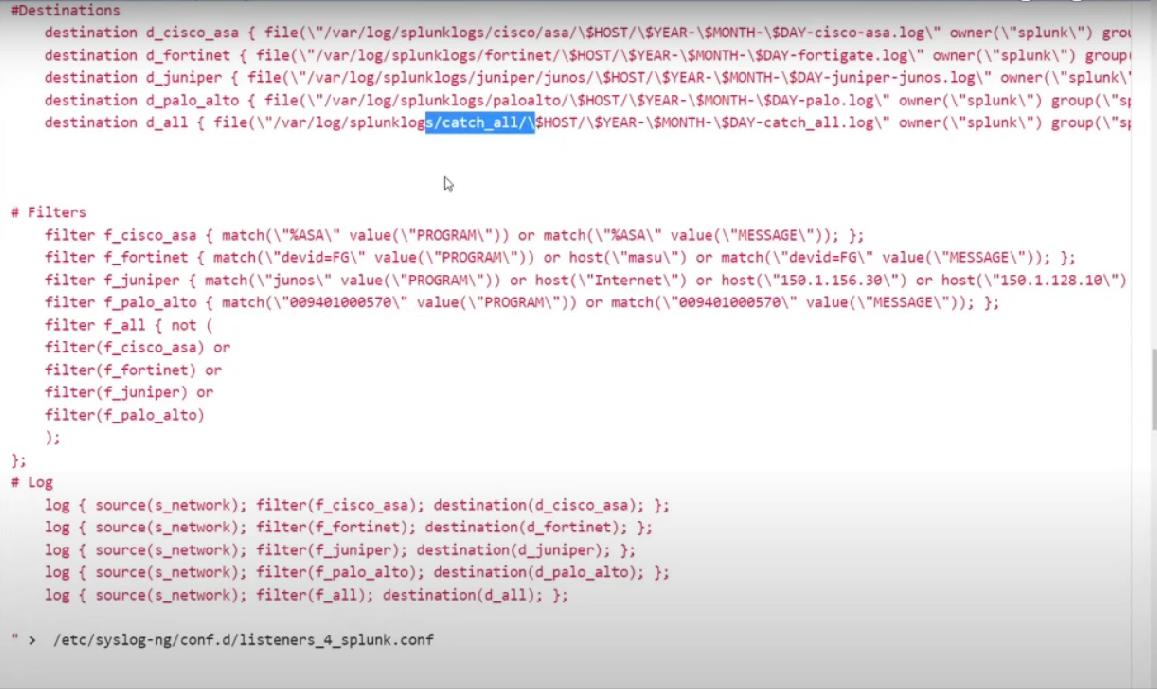 #Destinations
destination d_cisco_asa { file(\"/var/log/splunklogs/cisco/asa/\$HOST/\$YEAR-\$MONTH-\$DAY-cisco-asa.log\" owner(\"splunk\") grou
destination d_fortinet { file(\"/var/log/splunklogs/fortinet/\$HOST/\$YEAR-\$MONTH-\$DAY-fortigate.log\" owner(\"splunk\") group(
destination d_juniper { file(\"/var/log/splunklogs/juniper/junos/\$HOST/\$YEAR-\$MONTH-\$DAY-juniper-junos.log\" owner(\"splunk\"
destination d_palo_alto { file(\"/var/log/splunklogs/paloalto/\$HOST/\$YEAR-\$MONTH-\$DAY-palo.log\" owner(\"splunk\") group(\"sp
destination d_all { file(\"/var/log/splunklogs/catch_all/\$HOST/\$YEAR-\$MONTH-\$DAY-catch_all.log\" owner(\"splunk\") group(\"sp
# Filters
filter f_cisco_asa { match(\"%ASA\" value(\"PROGRAM\")) or match(\"%ASA\" value(\"MESSAGE\")); };
filter f_fortinet { match(\"devid=FG\" value(\"PROGRAM\")) or host(\"masu\") or match(\"devid=FG\" value(\"MESSAGE\")); };
filter f_juniper { match(\"junos\" value(\"PROGRAM\")) or host(\"Internet\") or host(\"150.1.156.30\") or host(\"150.1.128.10\")
filter f_palo_alto { match(\"009401000570\" value(\"PROGRAM\")) or match(\"009401000570\" value(\"MESSAGE\")); };
filter f_all { not (
filter(f_cisco_asa) or
filter(f_fortinet) or
filter(f_juniper) or
filter(f_palo_alto)
);
};
# Log
log { source(s_network); filter(f_cisco_asa); destination(d_cisco_asa); };
log { source(s_network); filter(f_fortinet); destination(d_fortinet); };
log { source(s_network); filter(f_juniper); destination(d_juniper); };
log { source(s_network); filter(f_palo_alto); destination(d_palo_alto); };
log { source(s_network); filter(f_all); destination(d_all); };
" > /etc/syslog-ng/conf.d/listeners_4_splunk.conf